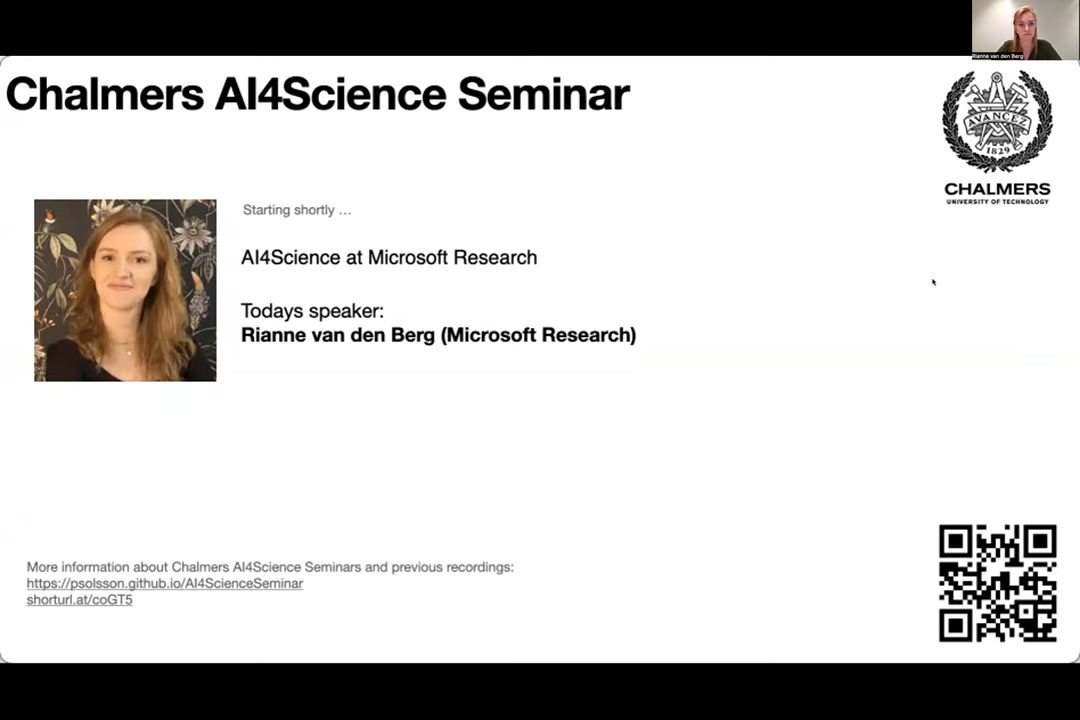 Rianne van den Berg
Chalmers AI4Science Seminar
AVANCEZ
1829
CHALMERS
UNIVERSITY OF TECHNOLOGY
Starting shortly …
AI4Science at Microsoft Research
Todays speaker:
Rianne van den Berg (Microsoft Research)
More information about Chalmers AI4Science Seminars and previous recordings:
https://psolsson.github.io/AI4ScienceSeminar
shorturl.at/coGT5